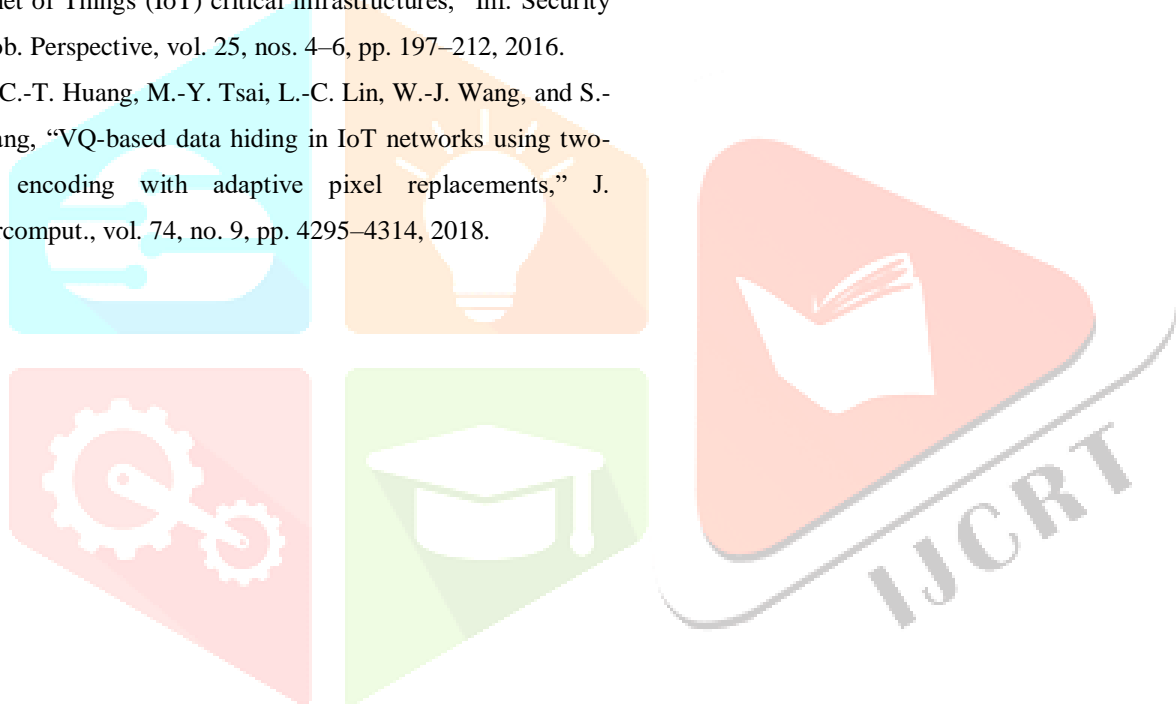 net of Things (IoT) critical infrastructures,” Inf. Security
ob. Perspective, vol. 25, nos. 4–6, pp. 197–212, 2016.
C.-T. Huang, M.-Y. Tsai, L.-C. Lin, W.-J. Wang, and S.-
ang, “VQ-based data hiding in IoT networks using two-
encoding with adaptive pixel replacements,” J.
rcomput., vol. 74, no. 9, pp. 4295–4314, 2018.
IJCRT